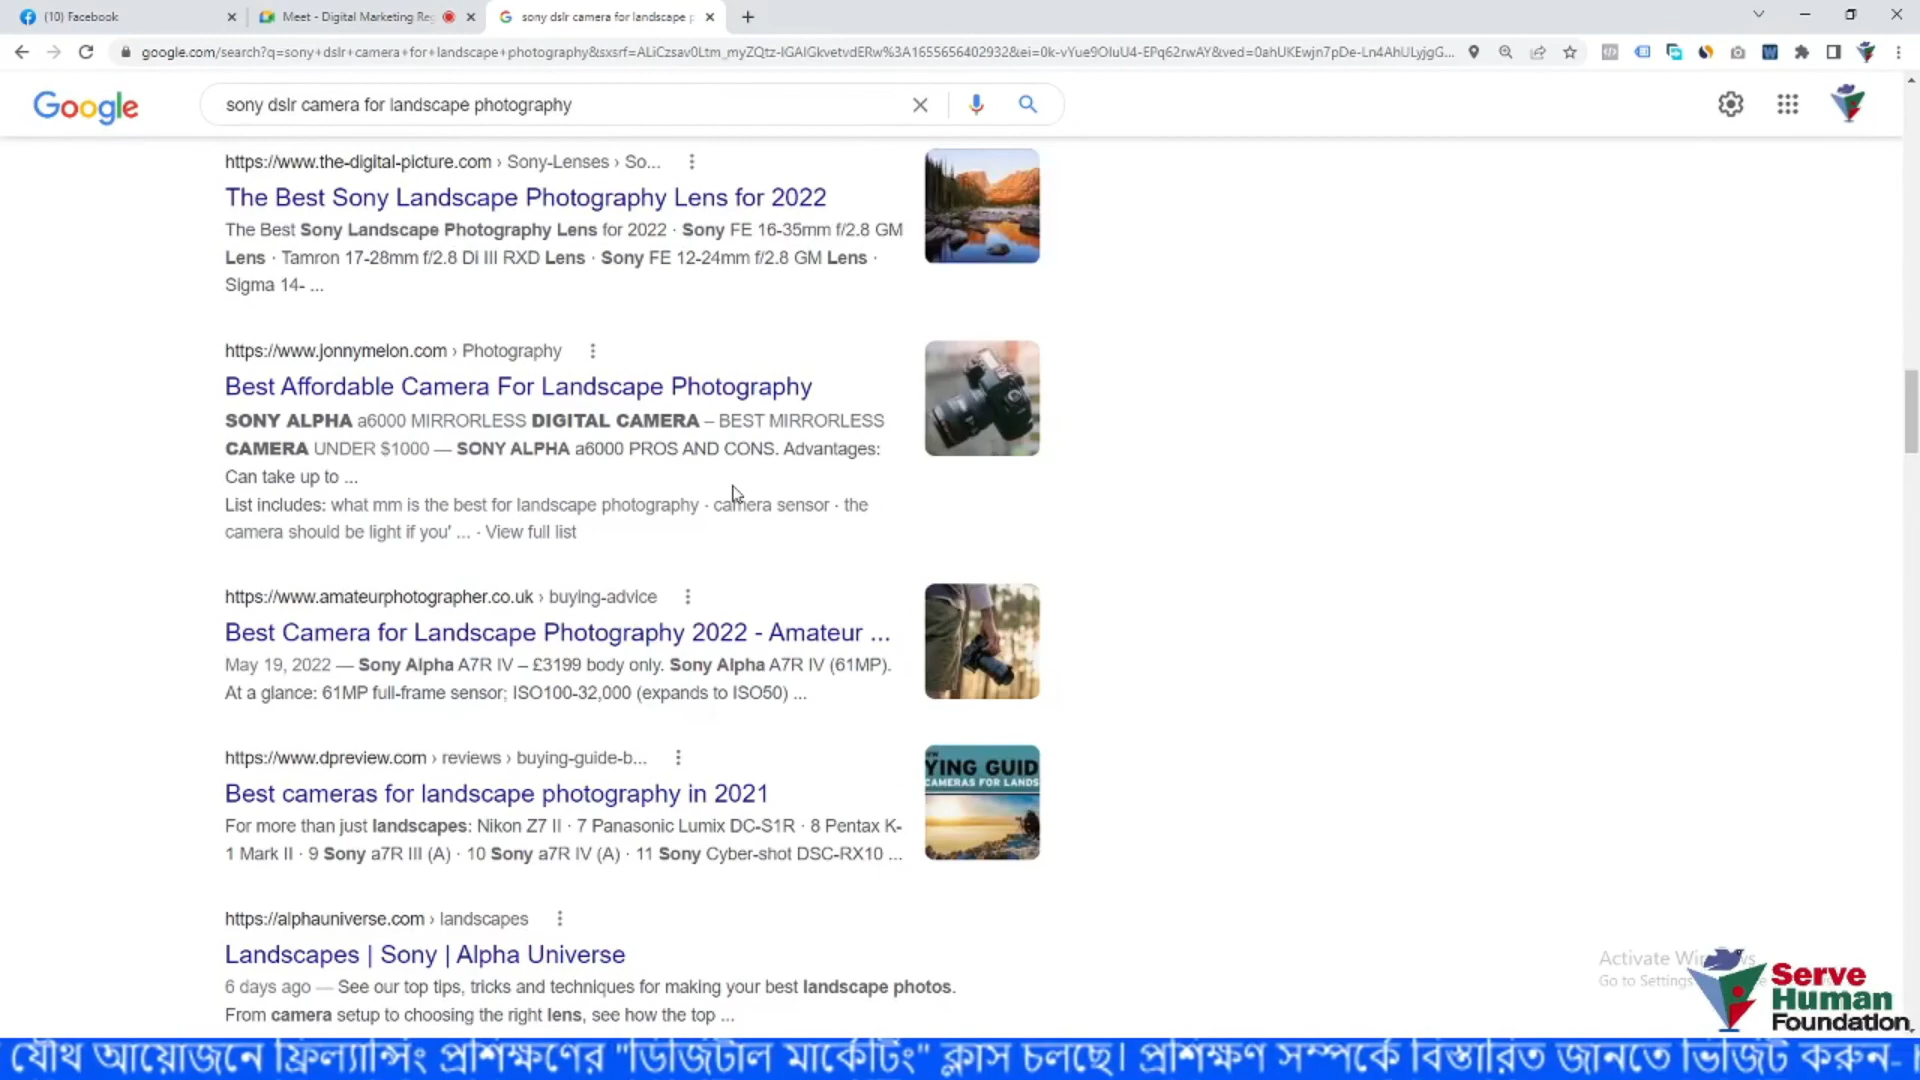 (10) Facebook
Meet - Digital Marketing Re
sony dslr camera for landscape p
google.com/search?q=sony+dslr+camera+for+landscape+photography&sxsrf=ALiCzsav0Ltm_myZQtz-IGAIGkvetvdERw%3A1655656402932&ei=0k-vYue9OIuU4-EPq62rwAY&ved=0ahUKEwjn7pDe-Ln4AhULyjgG...
Google
sony dslr camera for landscape photography
https://www.the-digital-picture.com › Sony-Lenses › So...
The Best Sony Landscape Photography Lens for 2022
The Best Sony Landscape Photography Lens for 2022 · Sony FE 16-35mm f/2.8 GM
Lens · Tamron 17-28mm f/2.8 Di III RXD Lens · Sony FE 12-24mm f/2.8 GM Lens ·
Sigma 14- ...
https://www.jonnymelon.com › Photography
Best Affordable Camera For Landscape Photography
SONY ALPHA a6000 MIRRORLESS DIGITAL CAMERA – BEST MIRRORLESS
CAMERA UNDER $1000 — SONY ALPHA a6000 PROS AND CONS. Advantages:
Can take up to ...
List includes: what mm is the best for landscape photography · camera sensor · the
camera should be light if you' ... · View full list
https://www.amateurphotographer.co.uk › buying-advice
Best Camera for Landscape Photography 2022 - Amateur ...
May 19, 2022 — Sony Alpha A7R IV – £3199 body only. Sony Alpha A7R IV (61MP).
At a glance: 61MP full-frame sensor; ISO100-32,000 (expands to ISO50) ...
https://www.dpreview.com › reviews › buying-guide-b...
Best cameras for landscape photography in 2021
For more than just landscapes: Nikon Z7 II · 7 Panasonic Lumix DC-S1R · 8 Pentax K-
1 Mark II · 9 Sony a7R III (A) · 10 Sony a7R IV (A) · 11 Sony Cyber-shot DSC-RX10 ...
YING GUID
CAMERAS FOR LANDS
https://alphauniverse.com › landscapes
Landscapes | Sony | Alpha Universe
6 days ago — See our top tips, tricks and techniques for making your best landscape photos.
From camera setup to choosing the right lens, see how the top ...
Activate Wi
Go to Settings
Serve
Human
Foundation
যৌথ আয়োজনে ফ্রিল্যান্সিং প্রশিক্ষণের "ডিজিটাল মার্কেটিং" ক্লাস চলছে। প্রশিক্ষণ সম্পর্কে বিস্তারিত জানতে ভিজিট করুন-